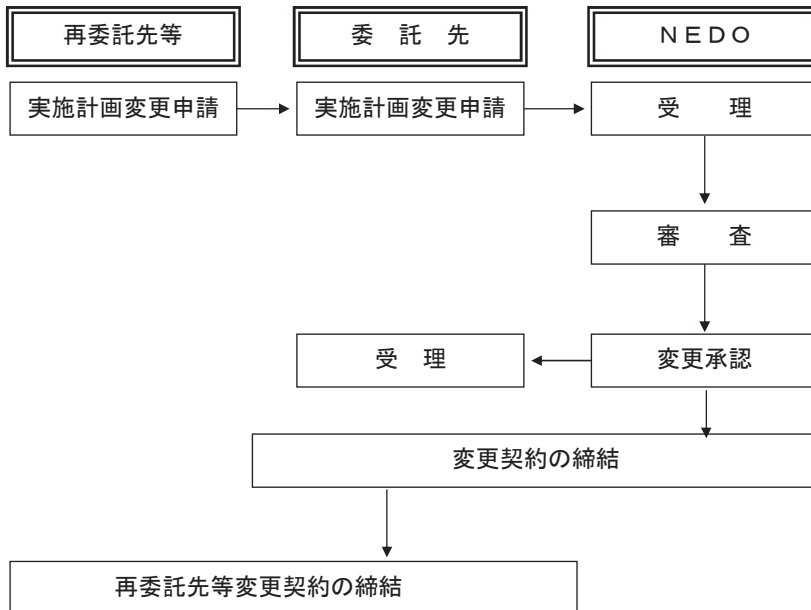 再委託先等 委 託 先 ＮＥＤＯ
実施計画変更申請 実施計画変更申請 受 理
審 査
受 理 変更承認
変更契約の締結
再委託先等変更契約の締結